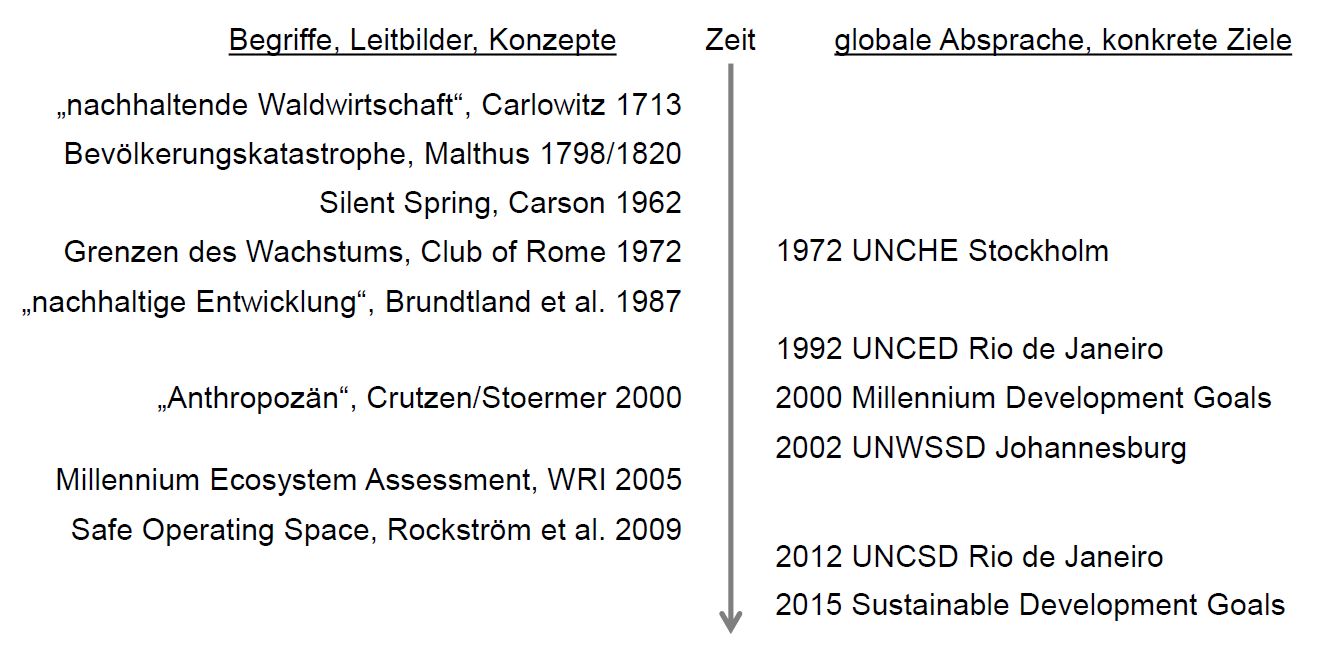 Begriffe, Leitbilder, Konzepte Zeit globale Absprache, konkrete Ziele
„nachhaltende Waldwirtschaft“, Carlowitz 1713
Bevölkerungskatastrophe, Malthus 1798/1820
Silent Spring, Carson 1962
Grenzen des Wachstums, Club of Rome 1972
1972 UNCHE Stockholm
„nachhaltige Entwicklung“, Brundtland et al. 1987
1992 UNCED Rio de Janeiro
„Anthropozän“, Crutzen/Stoermer 2000
2000 Millennium Development Goals
2002 UNWSSD Johannesburg
Millennium Ecosystem Assessment, WRI 2005
Safe Operating Space, Rockström et al. 2009
2012 UNCSD Rio de Janeiro
2015 Sustainable Development Goals